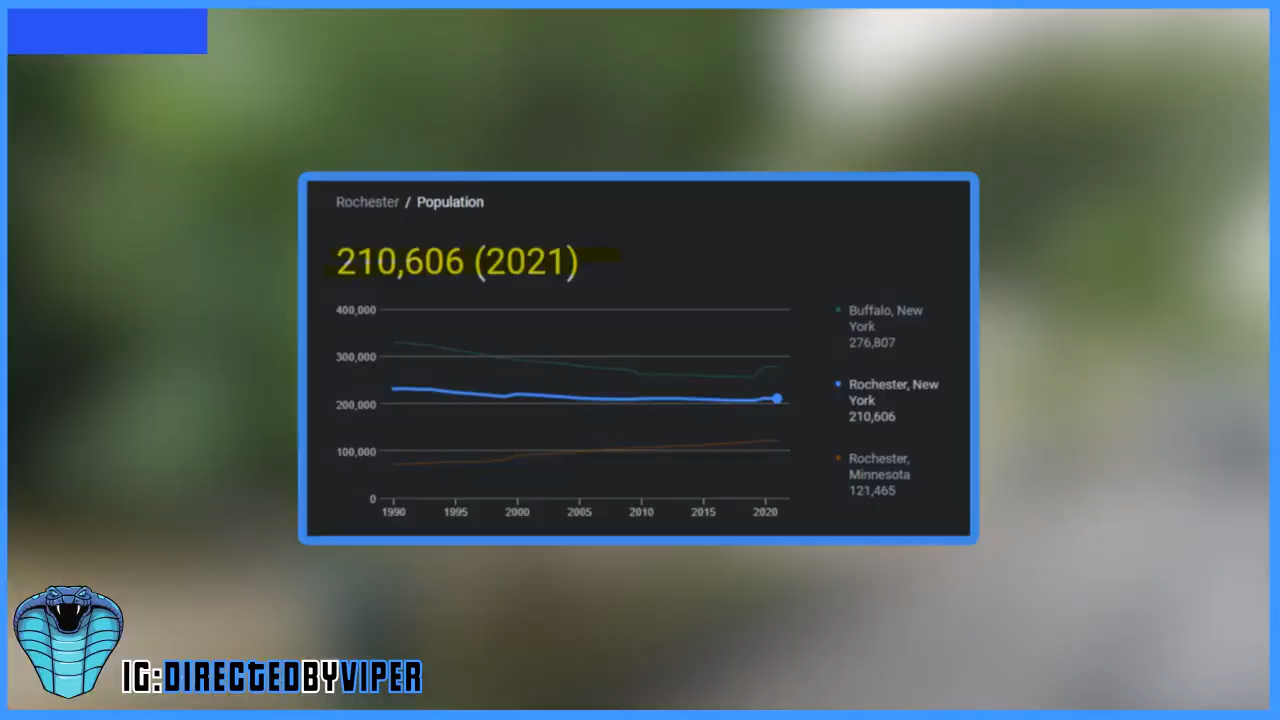 Rochester / Population
210,606 (2021)
400,000
300,000
200,000
100,000
0
1990 1995 2000 2005 2010 2015 2020
Buffalo, New
York
276,807
Rochester, New
York
210,606
Rochester,
Minnesota
121,465
IG:DIRECTEDBYVIPER